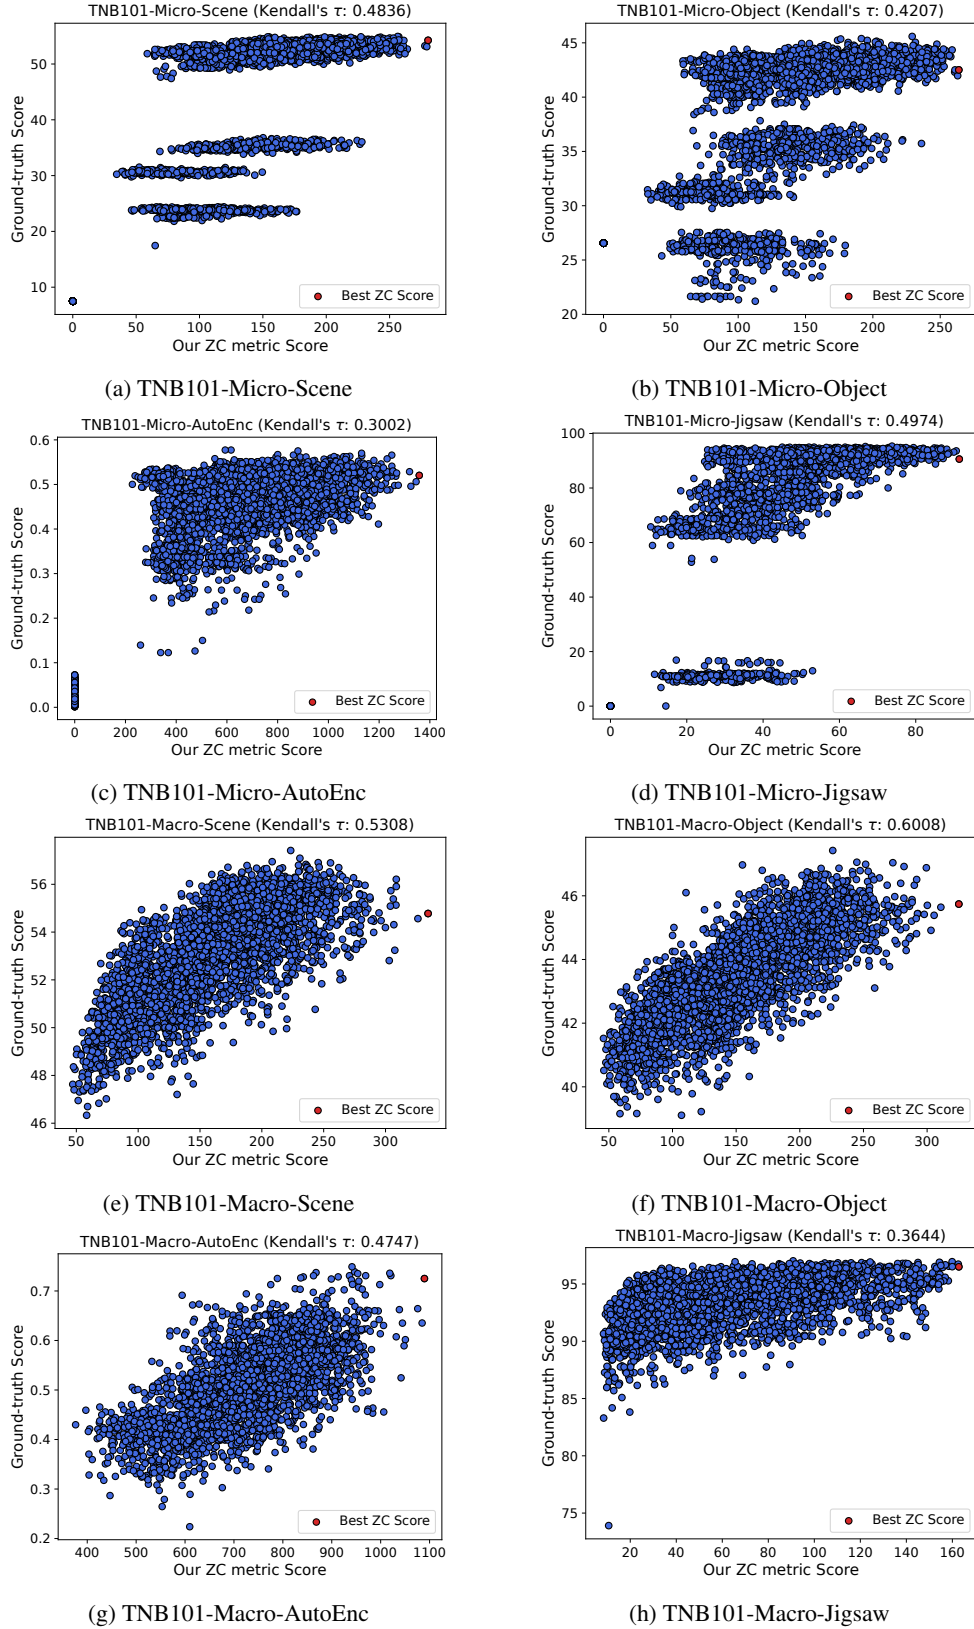 TNB101-Micro-Scene (Kendall's τ: 0.4836)
Ground-truth Score
50
40
30
20
10
Best ZC Score
0 50 100 150 200 250
Our ZC metric Score
(a) TNB101-Micro-Scene
TNB101-Micro-Object (Kendall's τ: 0.4207)
Ground-truth Score
45
40
35
30
25
20
Best ZC Score
0 50 100 150 200 250
Our ZC metric Score
(b) TNB101-Micro-Object
TNB101-Micro-AutoEnc (Kendall's τ: 0.3002)
Ground-truth Score
0.6
0.5
0.4
0.3
0.2
0.1
0.0
Best ZC Score
0 200 400 600 800 1000 1200 1400
Our ZC metric Score
(c) TNB101-Micro-AutoEnc
TNB101-Micro-Jigsaw (Kendall's τ: 0.4974)
Ground-truth Score
100
80
60
40
20
0
Best ZC Score
0 20 40 60 80
Our ZC metric Score
(d) TNB101-Micro-Jigsaw
TNB101-Macro-Scene (Kendall's τ: 0.5308)
Ground-truth Score
56
54
52
50
48
46
Best ZC Score
50 100 150 200 250 300
Our ZC metric Score
(e) TNB101-Macro-Scene
TNB101-Macro-Object (Kendall's τ: 0.6008)
Ground-truth Score
46
44
42
40
Best ZC Score
50 100 150 200 250 300
Our ZC metric Score
(f) TNB101-Macro-Object
TNB101-Macro-AutoEnc (Kendall's τ: 0.4747)
Ground-truth Score
0.7
0.6
0.5
0.4
0.3
0.2
Best ZC Score
400 500 600 700 800 900 1000 1100
Our ZC metric Score
(g) TNB101-Macro-AutoEnc
TNB101-Macro-Jigsaw (Kendall's τ: 0.3644)
Ground-truth Score
95
90
85
80
75
Best ZC Score
20 40 60 80 100 120 140 160
Our ZC metric Score
(h) TNB101-Macro-Jigsaw